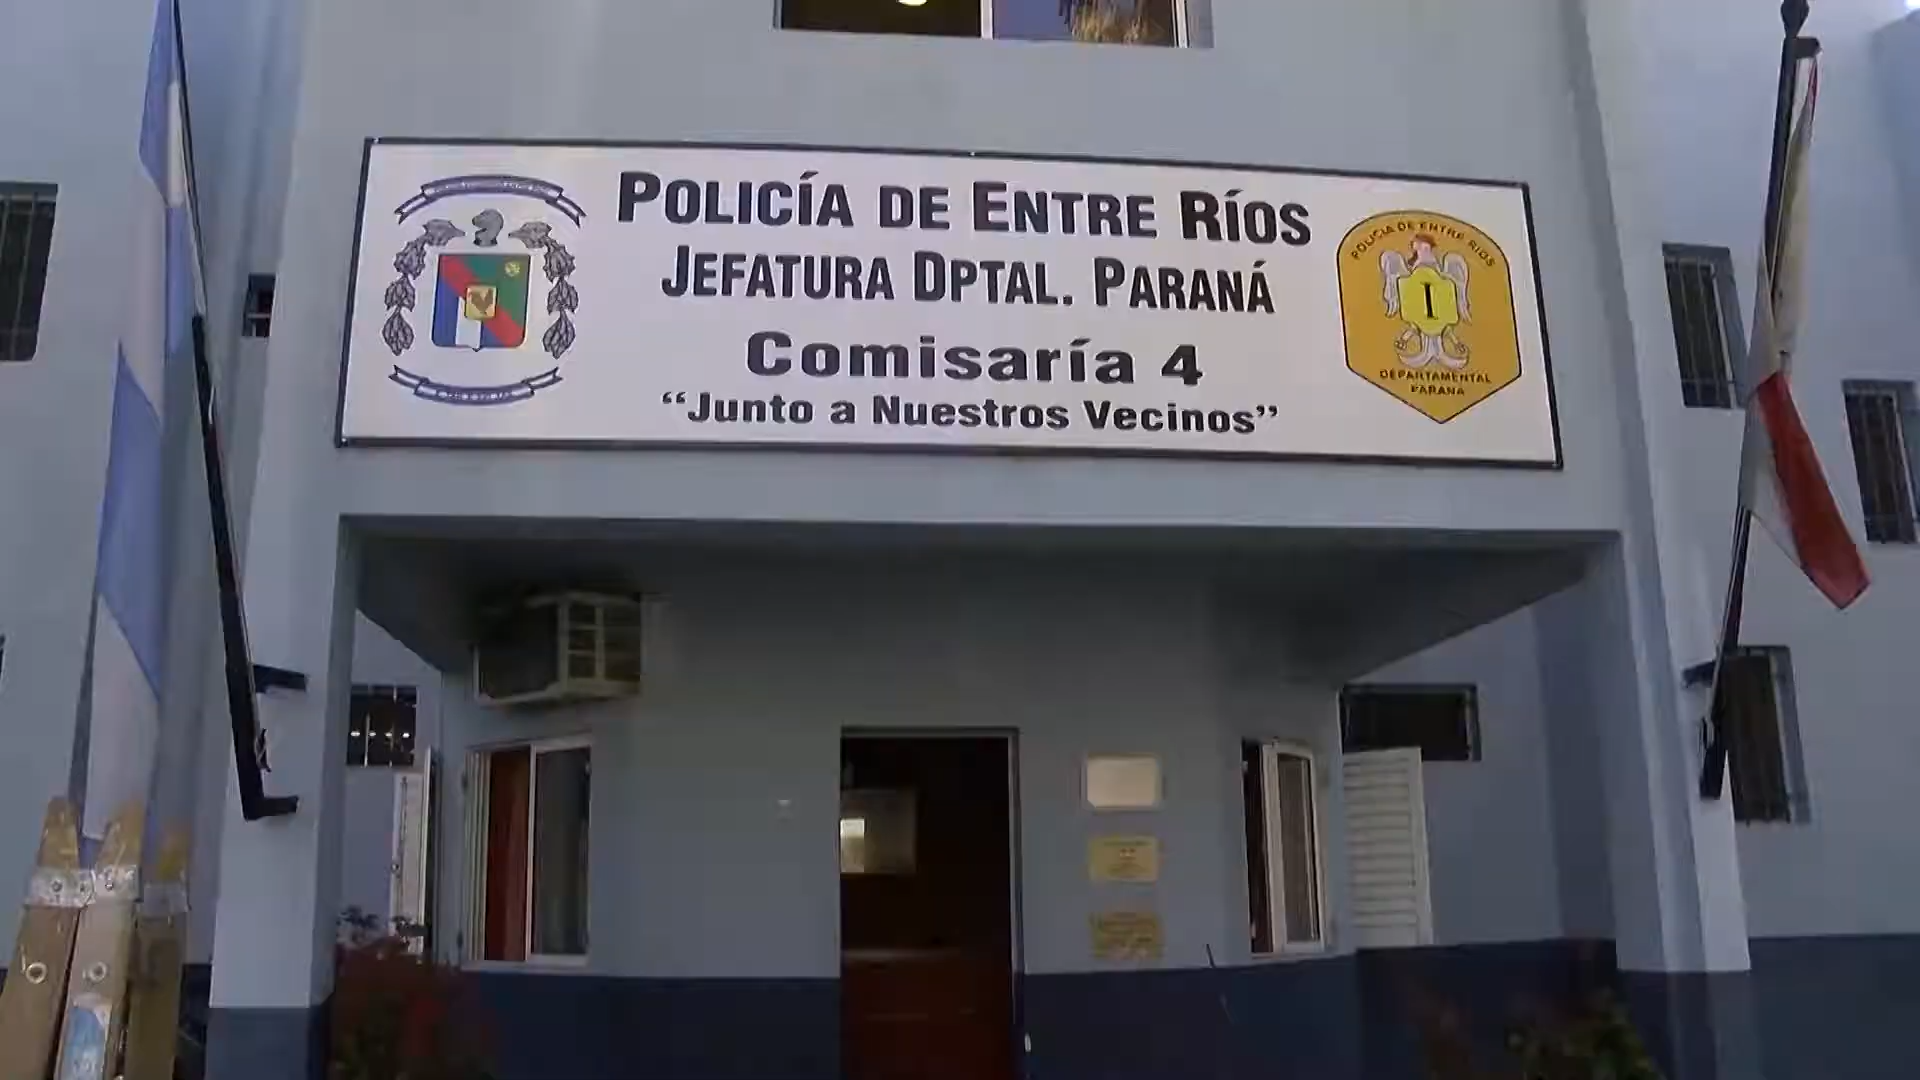 POLICÍA DE ENTRE RÍOS
JEFATURA DPTAL. PARANÁ
Comisaría 4
“Junto a Nuestros Vecinos”
POLICIA DE ENTRE RIOS
I
DEPARTAMENTAL
PARANA